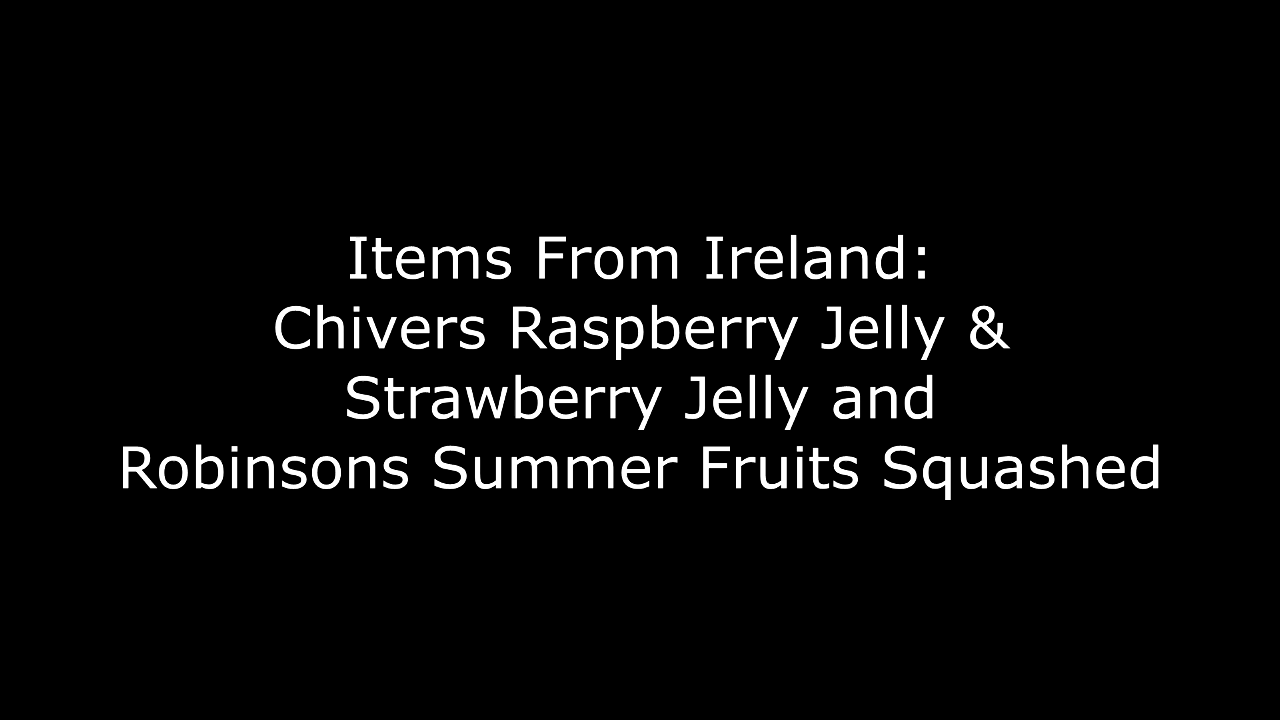 Items From Ireland:
Chivers Raspberry Jelly &
Strawberry Jelly and
Robinsons Summer Fruits Squashed